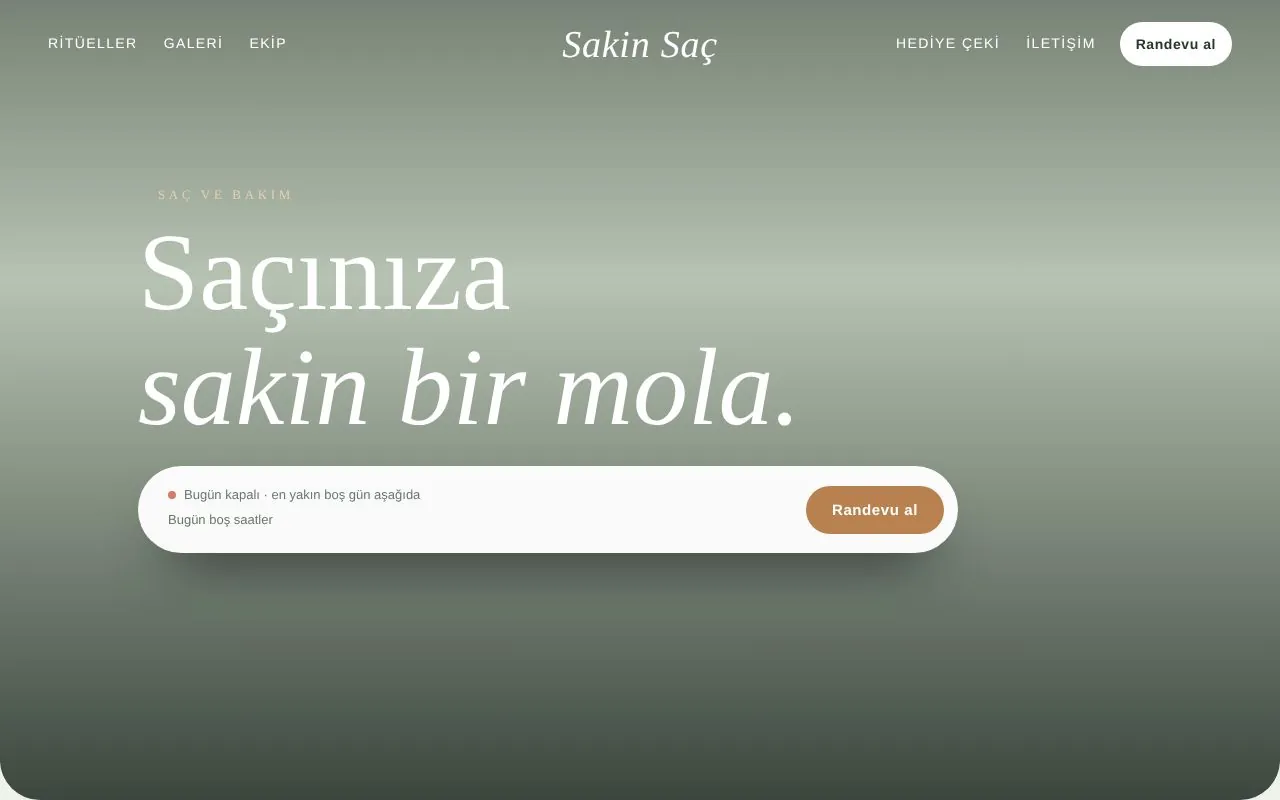 RİTÜELLER GALERİ EKİP Sakin Saç HEDİYE ÇEKİ İLETİŞİM Randevu al
SAÇ VE BAKIM
Saçınıza
sakin bir mola.
Bugün kapalı · en yakın boş gün aşağıda
Bugün boş saatler
Randevu al